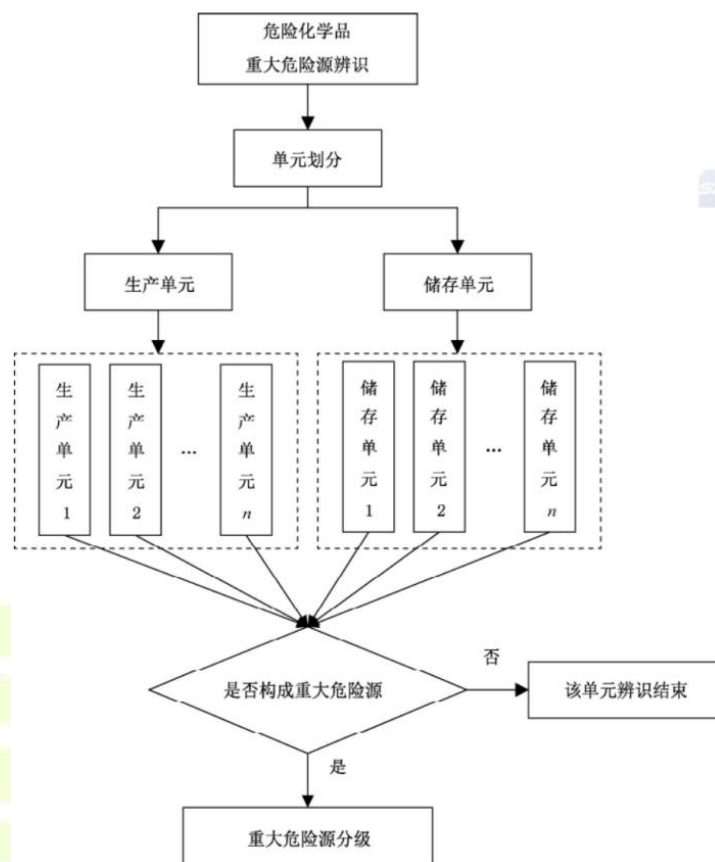 危险化学品
重大危险源辨识
单元划分
生产单元
储存单元
生产单元1
生产单元2
…
生产单元n
储存单元1
储存单元2
…
储存单元n
是否构成重大危险源
否
该单元辨识结束
是
重大危险源分级